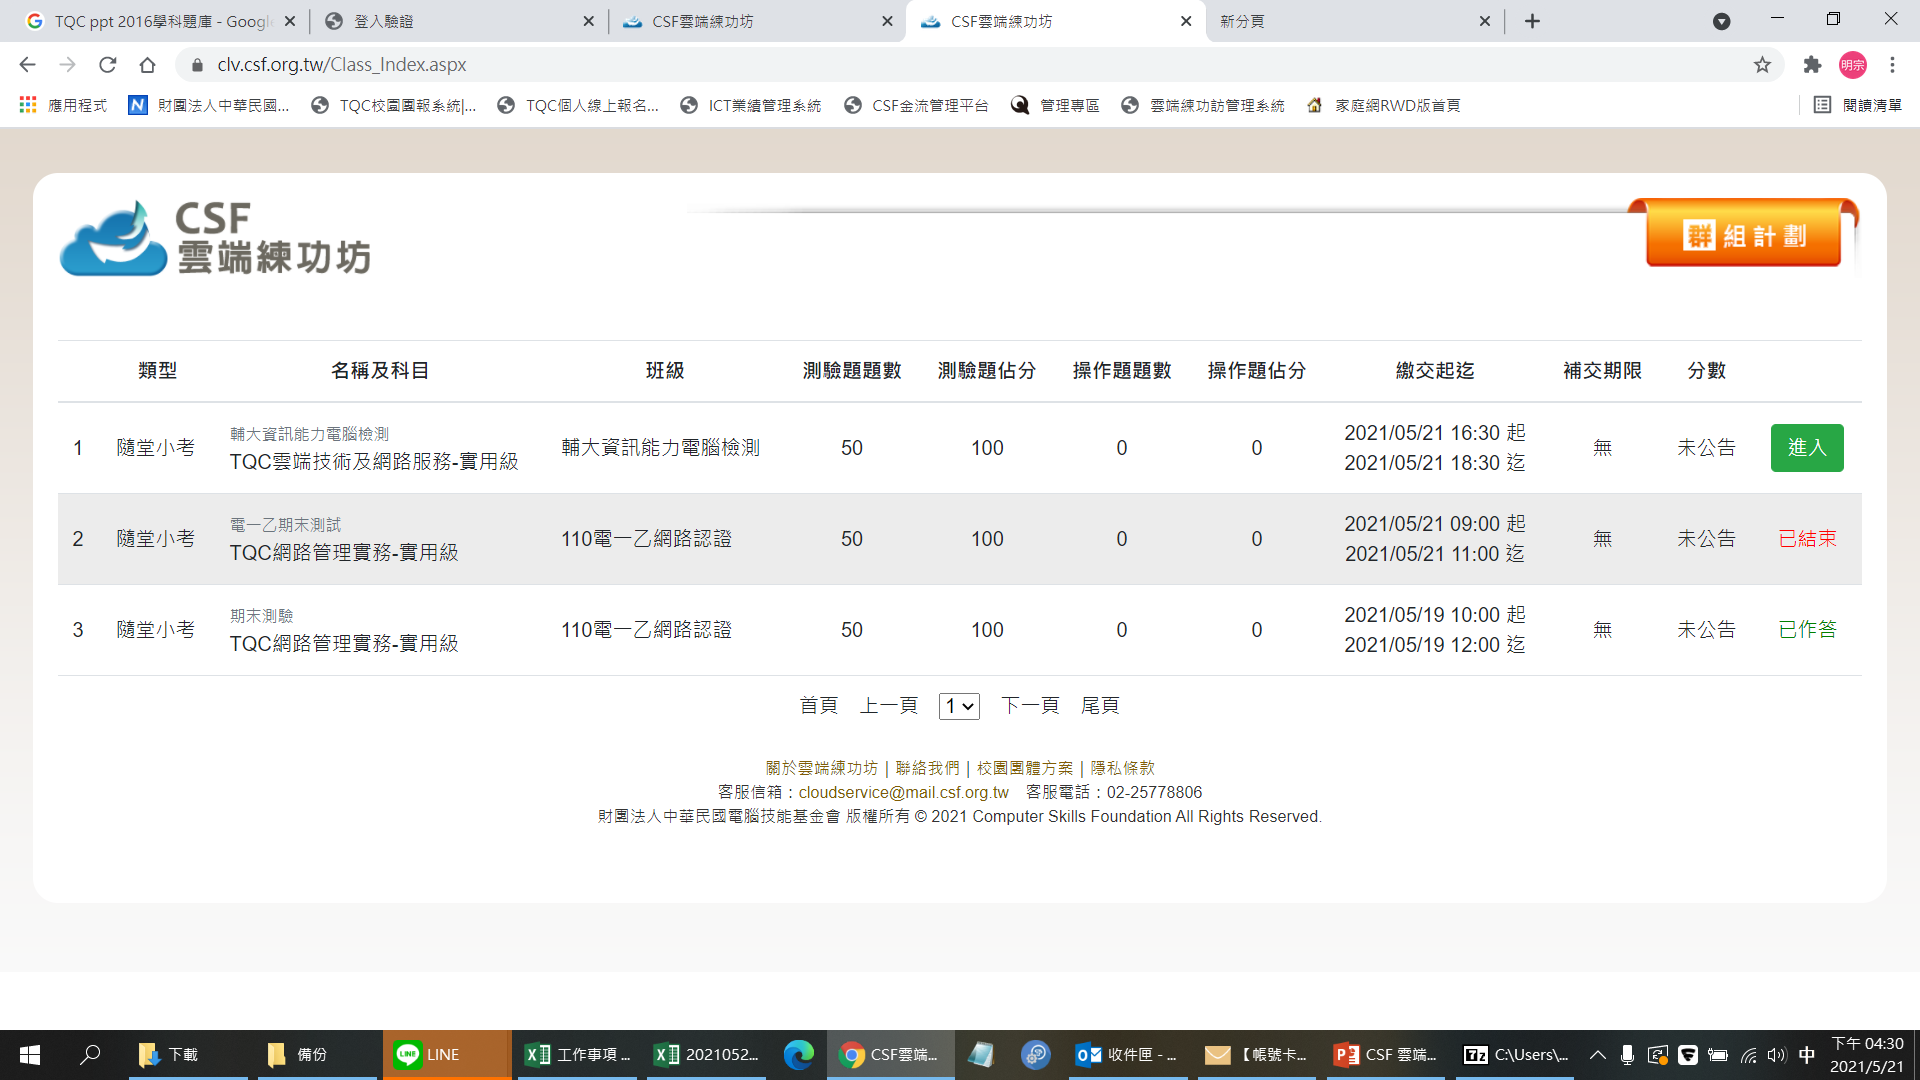 TQC ppt 2016學科題庫 - Googl
登入驗證
CSF雲端練功坊
CSF雲端練功坊
新分頁
clv.csf.org.tw/Class_Index.aspx
明宗
應用程式
財團法人中華民國...
TQC校園團報系統|...
TQC個人線上報名...
ICT業績管理系統
CSF金流管理平台
管理專區
雲端練功訪管理系統
家庭網RWD版首頁
閱讀清單
CSF
雲端練功坊
群組計劃
類型 名稱及科目 班級 測驗題題數 測驗題佔分 操作題題數 操作題佔分 繳交起迄 補交期限 分數
1 隨堂小考 輔大資訊能力電腦檢測
TQC雲端技術及網路服務-實用級 輔大資訊能力電腦檢測 50 100 0 0 2021/05/21 16:30 起
2021/05/21 18:30 迄 無 未公告 進入
2 隨堂小考 電一乙期末測試
TQC網路管理實務-實用級 110電一乙網路認證 50 100 0 0 2021/05/21 09:00 起
2021/05/21 11:00 迄 無 未公告 已結束
3 隨堂小考 期末測驗
TQC網路管理實務-實用級 110電一乙網路認證 50 100 0 0 2021/05/19 10:00 起
2021/05/19 12:00 迄 無 未公告 已作答
首頁 上一頁 1 下一頁 尾頁
關於雲端練功坊 | 聯絡我們 | 校園團體方案 | 隱私條款
客服信箱：cloudservice@mail.csf.org.tw 客服電話：02-25778806
財團法人中華民國電腦技能基金會 版權所有 © 2021 Computer Skills Foundation All Rights Reserved.
下載
備份
LINE
工作事項 ...
2021052...
CSF雲端...
收件匣 - ...
【帳號卡...
CSF 雲端...
C:\Users\...
中
下午 04:30
2021/5/21